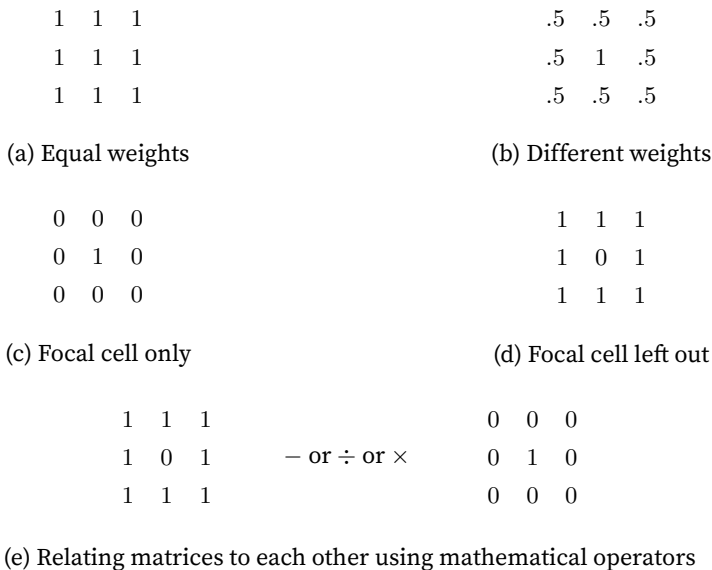 1 1 1 .5 .5 .5
1 1 1 .5 1 .5
1 1 1 .5 .5 .5
(a) Equal weights (b) Different weights
0 0 0 1 1 1
0 1 0 1 0 1
0 0 0 1 1 1
(c) Focal cell only (d) Focal cell left out
1 1 1 0 0 0
1 0 1 − or ÷ or × 0 1 0
1 1 1 0 0 0
(e) Relating matrices to each other using mathematical operators